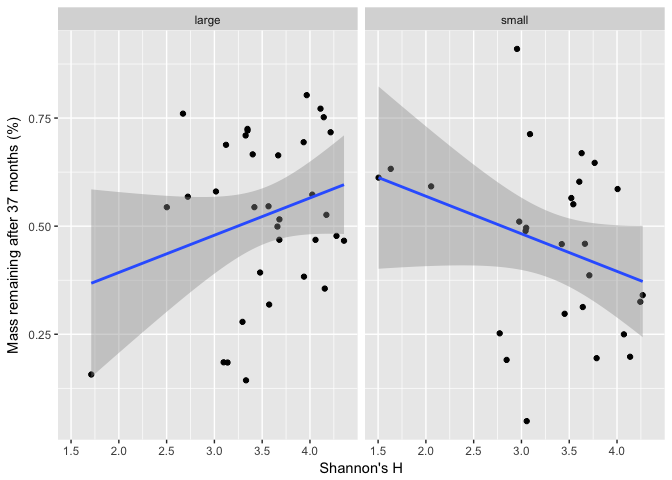 large small
Mass remaining after 37 months (%)
0.75
0.50
0.25
1.5 2.0 2.5 3.0 3.5 4.0 1.5 2.0 2.5 3.0 3.5 4.0
Shannon's H